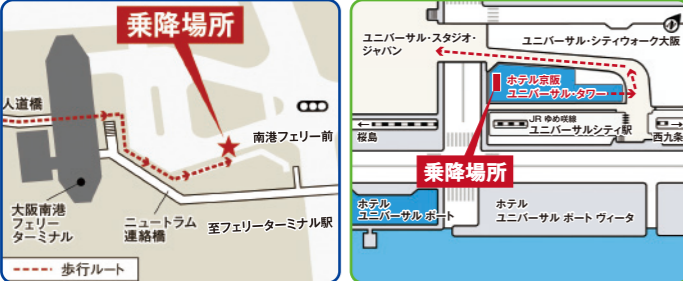 乗降場所
人道橋
南港フェリー前
大阪南港
フェリー
ターミナル
ニュートラム
連絡橋
至フェリーターミナル駅
歩行ルート
ユニバーサル・スタジオ・
ジャパン
ユニバーサル・シティウォーク大阪
ホテル京阪
ユニバーサル・タワー
JR ゆめ咲線
ユニバーサルシティ駅
桜島
西九条
乗降場所
ホテル
ユニバーサル ポート
ホテル
ユニバーサル ポート ヴィータ